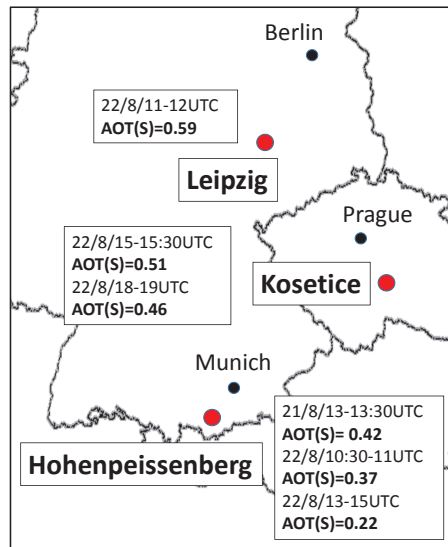 Berlin
22/8/11-12UTC
AOT(S)=0.59
Leipzig
Prague
22/8/15-15:30UTC
AOT(S)=0.51
22/8/18-19UTC
AOT(S)=0.46
Kosetice
Munich
21/8/13-13:30UTC
AOT(S)= 0.42
22/8/10:30-11UTC
AOT(S)=0.37
22/8/13-15UTC
AOT(S)=0.22
Hohenpeissenberg